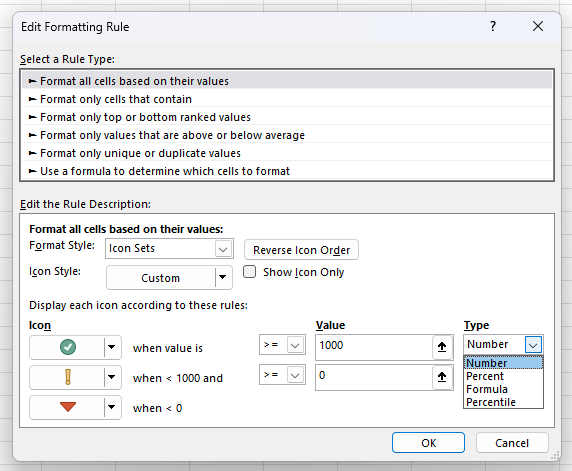 Edit Formatting Rule
?
Select a Rule Type:
► Format all cells based on their values
► Format only cells that contain
► Format only top or bottom ranked values
► Format only values that are above or below average
► Format only unique or duplicate values
► Use a formula to determine which cells to format
Edit the Rule Description:
Format all cells based on their values:
Format Style: Icon Sets Reverse Icon Order
Icon Style: Custom Show Icon Only
Display each icon according to these rules:
Icon Value Type
when value is >= 1000 Number
when < 1000 and >= 0
when < 0
Number
Percent
Formula
Percentile
OK Cancel